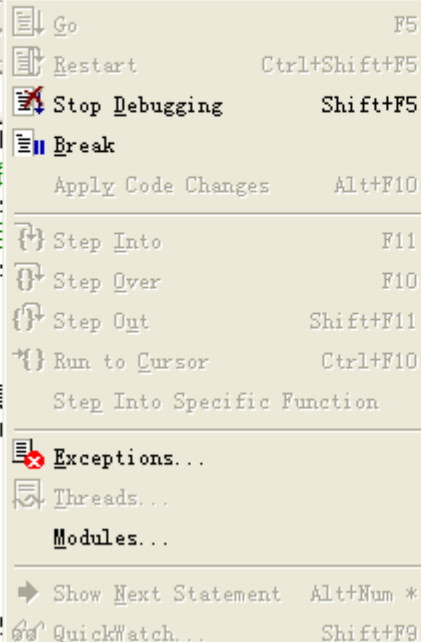 Go F5
Restart Ctrl+Shift+F5
Stop Debugging Shift+F5
Break
Apply Code Changes Alt+F10
Step Into F11
Step Over F10
Step Out Shift+F11
Run to Cursor Ctrl+F10
Step Into Specific Function
Exceptions...
Threads...
Modules...
Show Next Statement Alt+Num *
QuickWatch... Shift+F9